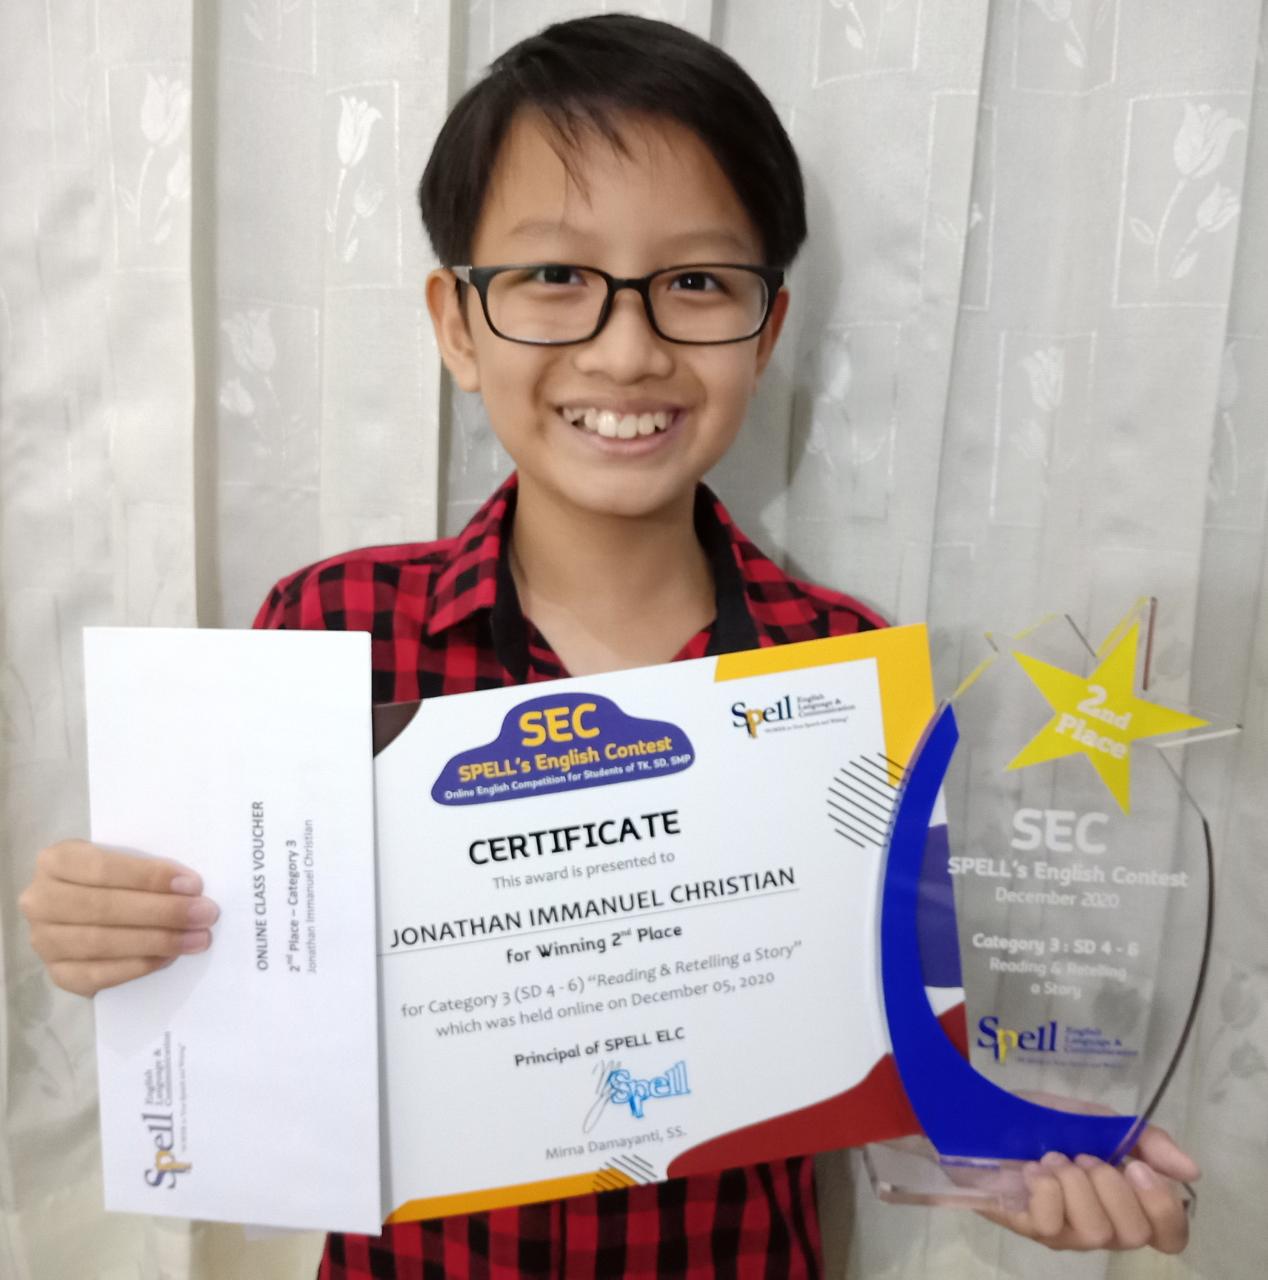 ONLINE CLASS VOUCHER
2nd Place – Category 3
Jonathan Immanuel Christian
Spell
English
Language &
Communication
SEC
SPELL's English Contest
Online English Competition for Students of TK, SD, SMP
Spell
English
Language &
Communication
CERTIFICATE
This award is presented to
JONATHAN IMMANUEL CHRISTIAN
for Winning 2nd Place
for Category 3 (SD 4 - 6) “Reading & Retelling a Story”
which was held online on December 05, 2020
Principal of SPELL ELC
Spell
Mirna Damayanti, SS.
2nd
Place
SEC
SPELL's English Contest
December 2020
Category 3 : SD 4 - 6
Reading & Retelling
a Story
Spell
English
Language &
Communication